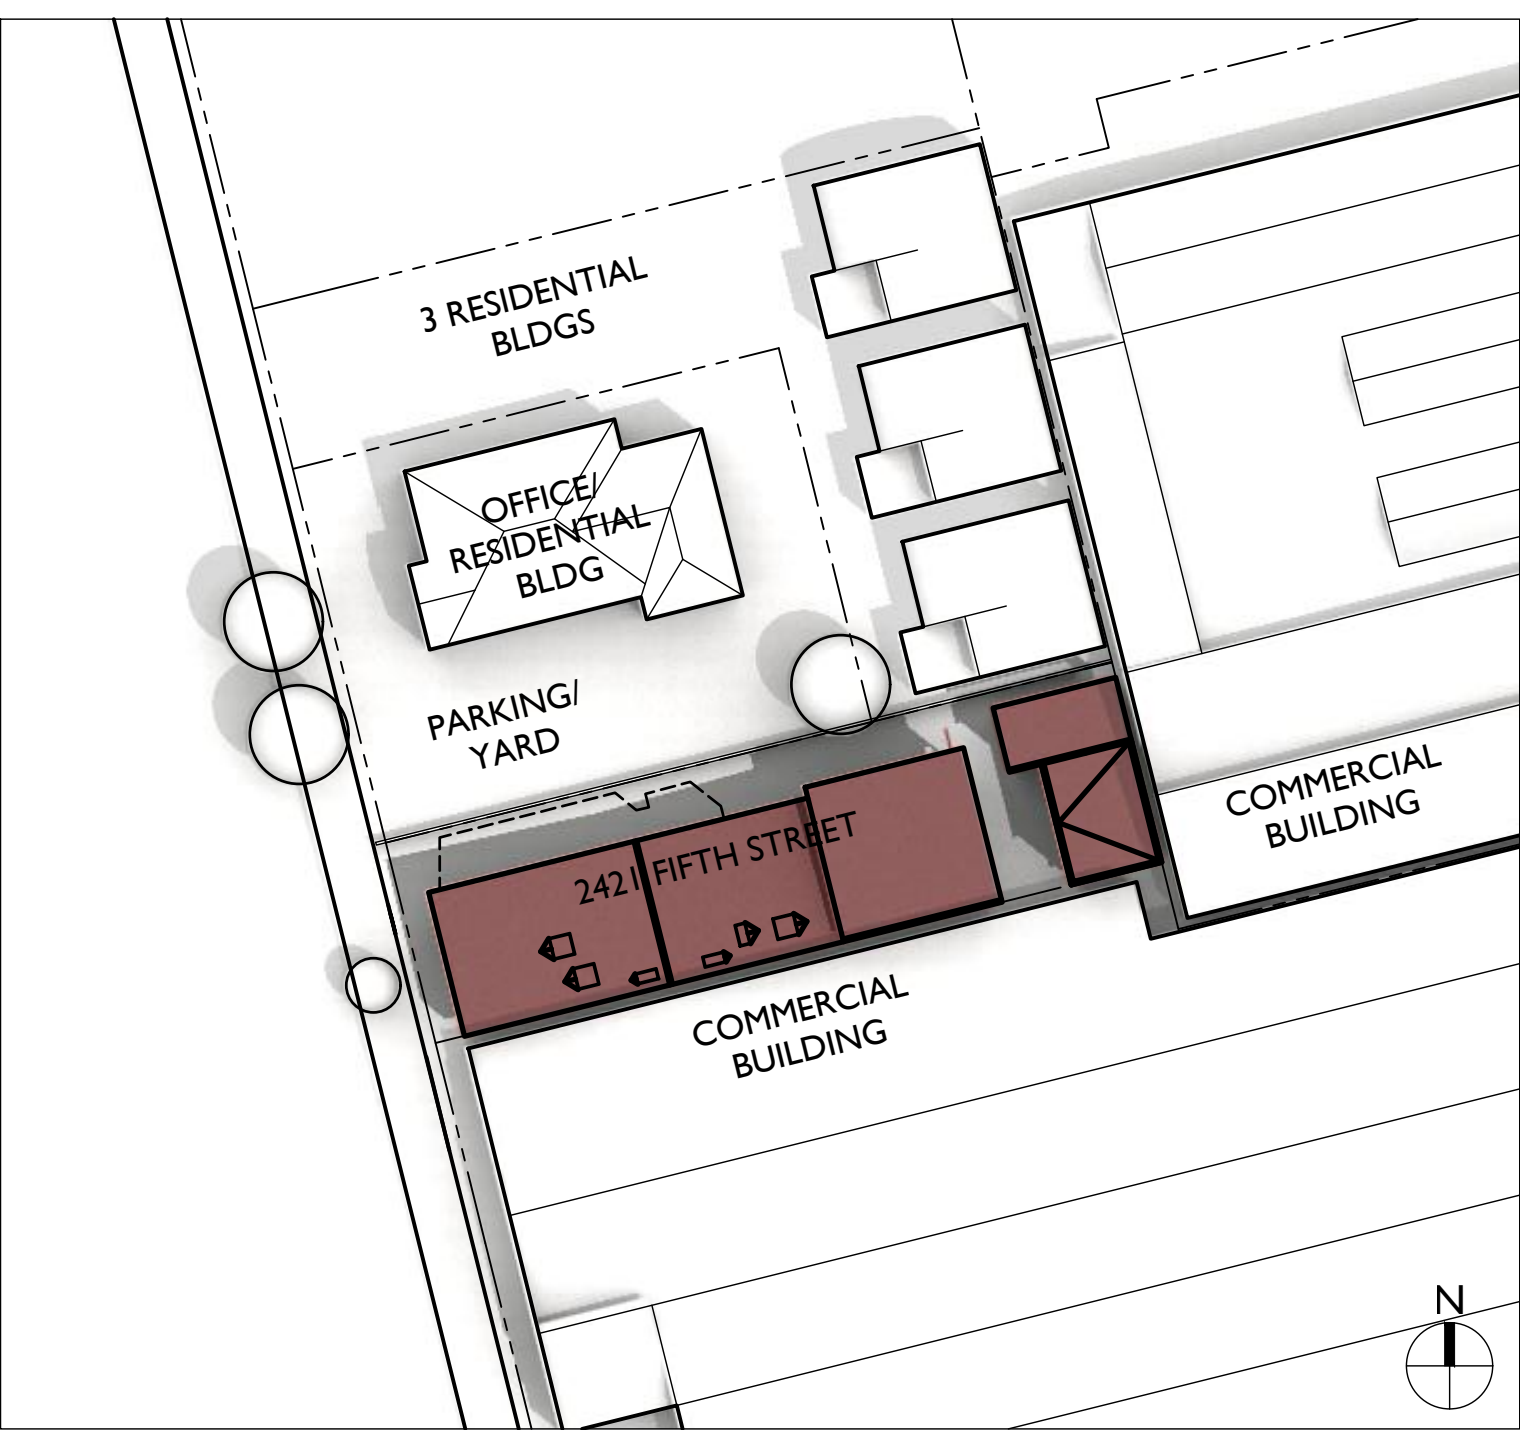 3 RESIDENTIAL
BLDGS
OFFICE/
RESIDENTIAL
BLDG
PARKING/
YARD
2421 FIFTH STREET
COMMERCIAL
BUILDING
COMMERCIAL
BUILDING
N